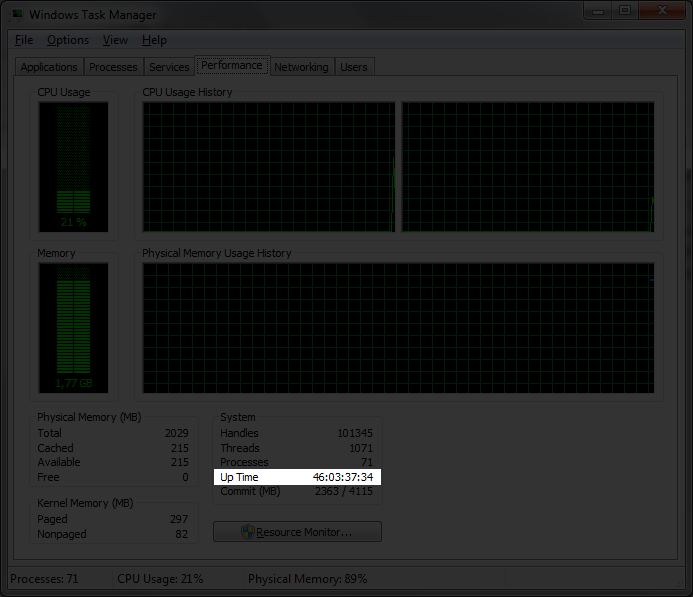 Windows Task Manager
File Options View Help
Applications Processes Services Performance Networking Users
CPU Usage
CPU Usage History
21 %
Memory
Physical Memory Usage History
1,77 GB
Physical Memory (MB)
Total 2029
Cached 215
Available 215
Free 0
Kernel Memory (MB)
Paged 297
Nonpaged 82
System
Handles 101345
Threads 1071
Processes 71
Up Time 46:03:37:34
Commit (MB) 2363 / 4115
Resource Monitor...
Processes: 71 CPU Usage: 21% Physical Memory: 89%